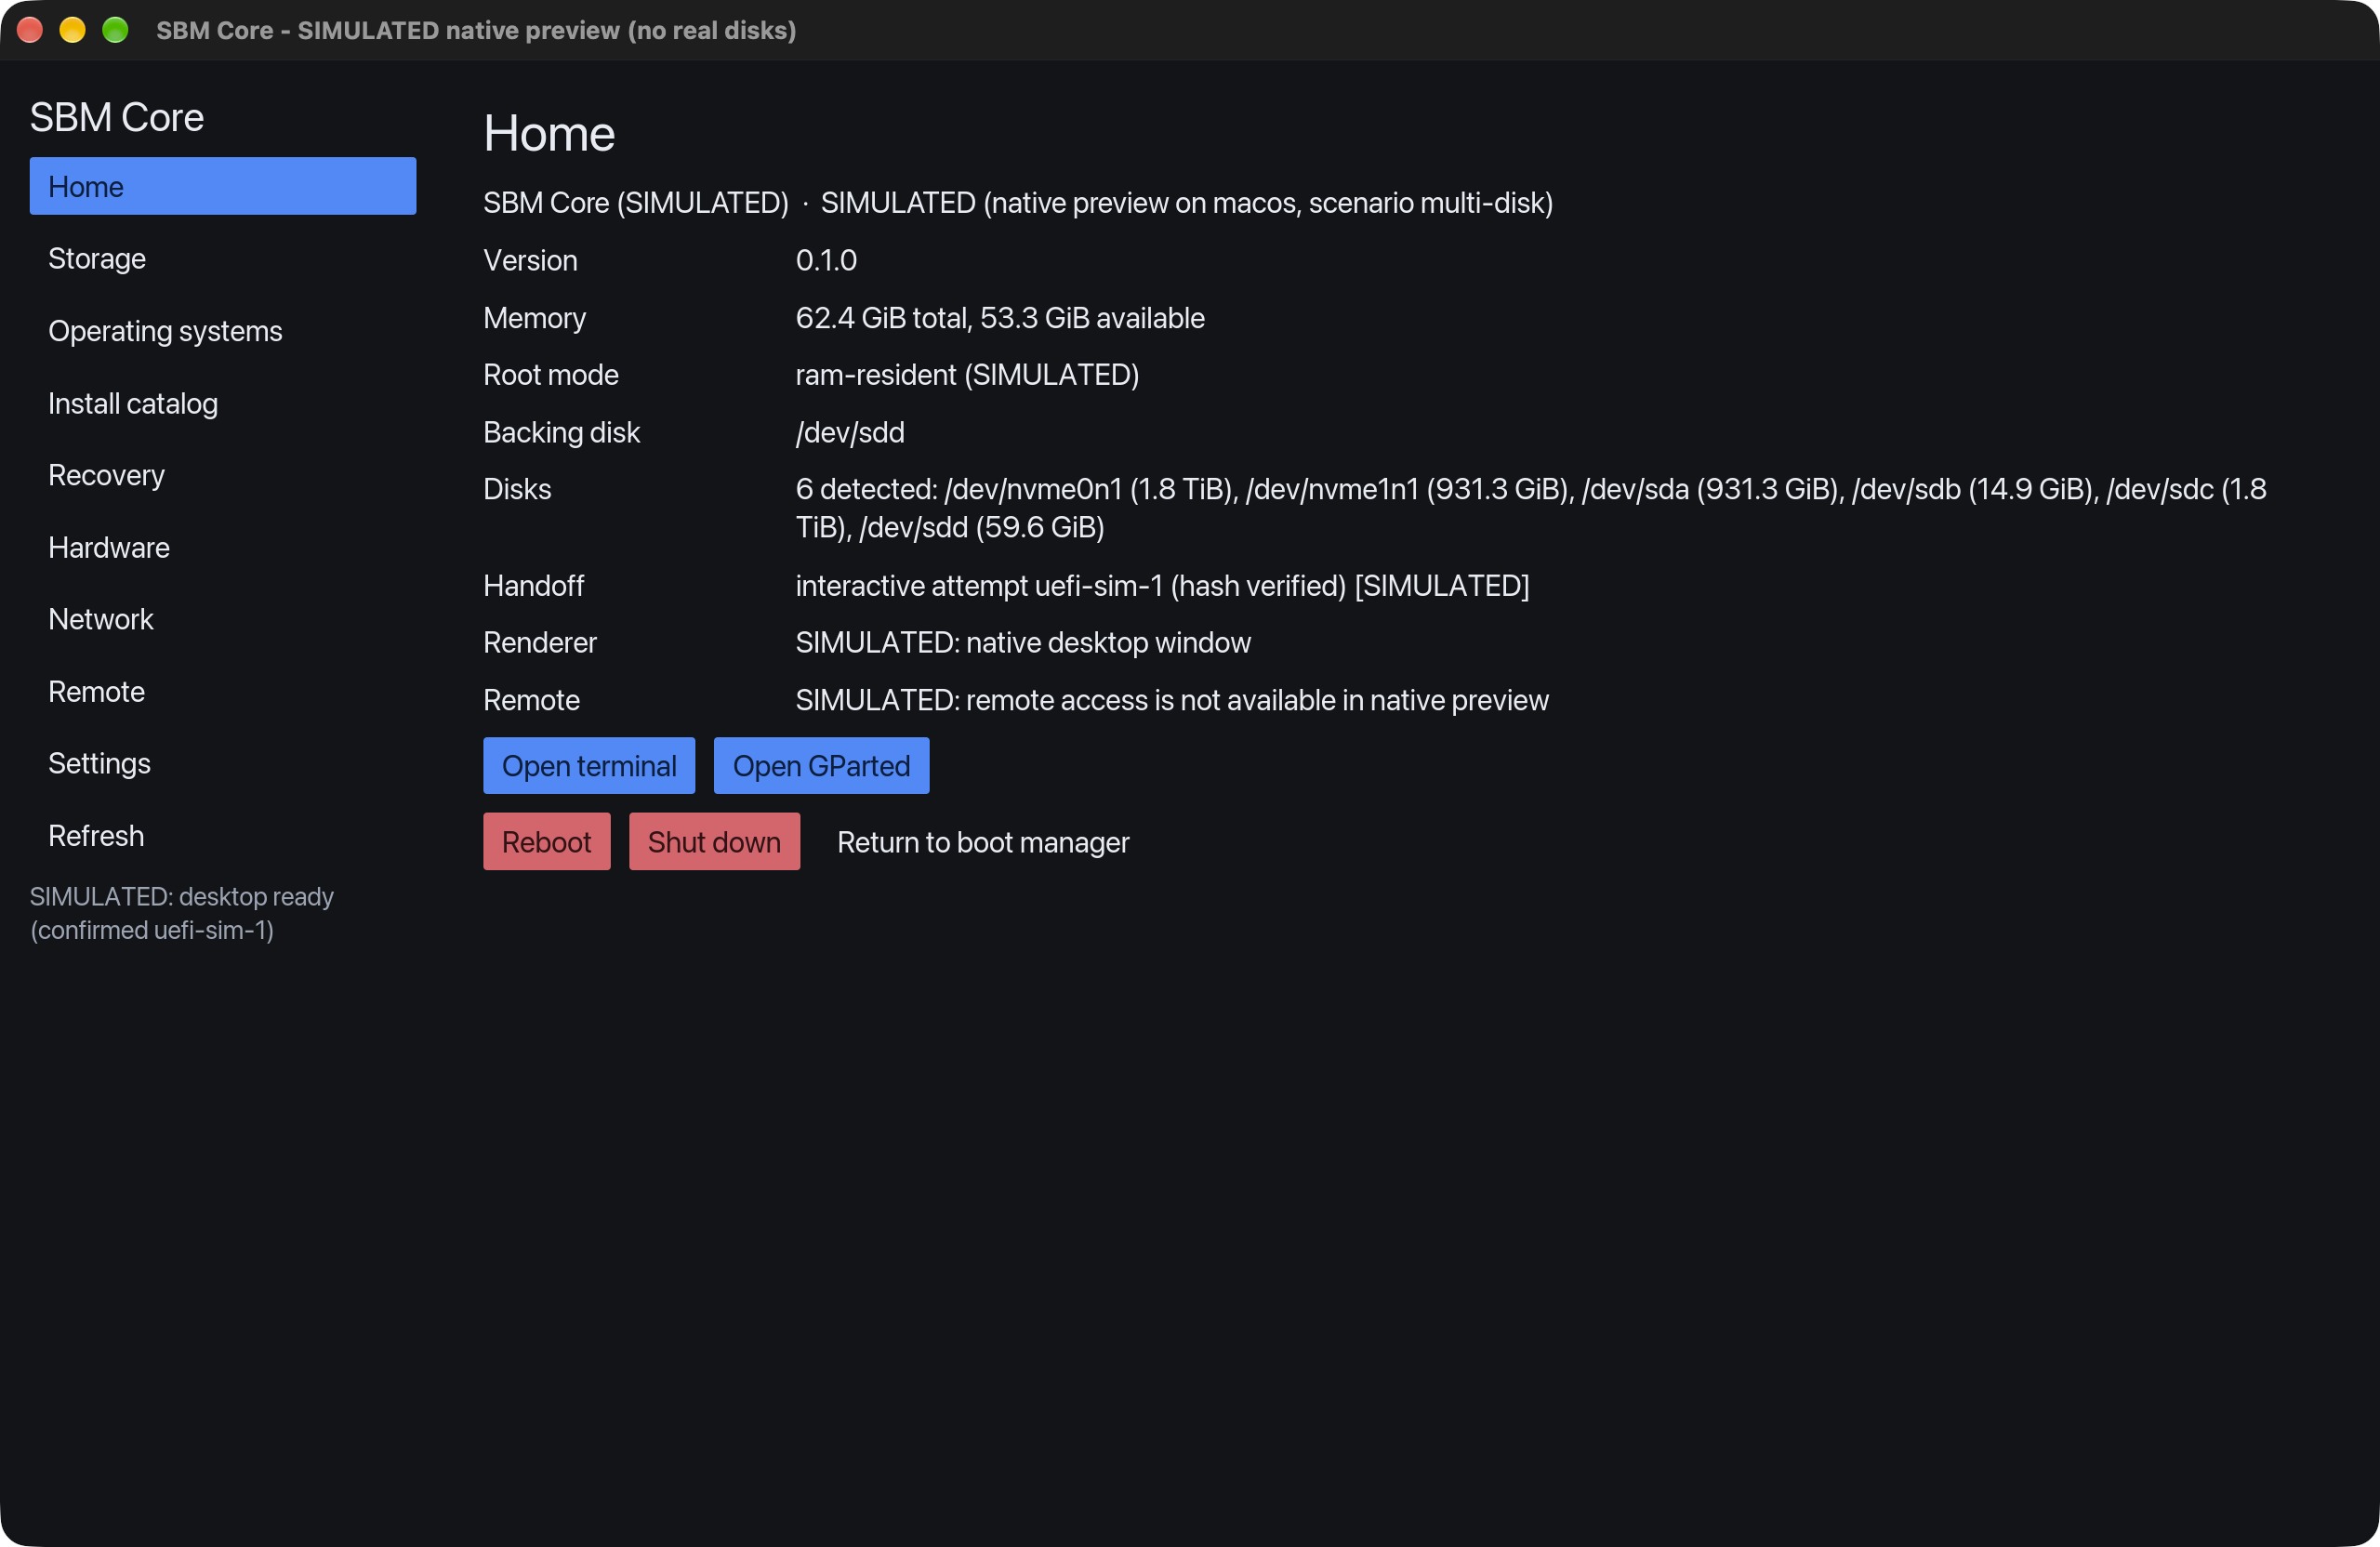 SBM Core - SIMULATED native preview (no real disks)
SBM Core
Home
Storage
Operating systems
Install catalog
Recovery
Hardware
Network
Remote
Settings
Refresh
SIMULATED: desktop ready
(confirmed uefi-sim-1)
Home
SBM Core (SIMULATED) · SIMULATED (native preview on macos, scenario multi-disk)
Version 0.1.0
Memory 62.4 GiB total, 53.3 GiB available
Root mode ram-resident (SIMULATED)
Backing disk /dev/sdd
Disks 6 detected: /dev/nvme0n1 (1.8 TiB), /dev/nvme1n1 (931.3 GiB), /dev/sda (931.3 GiB), /dev/sdb (14.9 GiB), /dev/sdc (1.8
TiB), /dev/sdd (59.6 GiB)
Handoff interactive attempt uefi-sim-1 (hash verified) [SIMULATED]
Renderer SIMULATED: native desktop window
Remote SIMULATED: remote access is not available in native preview
Open terminal Open GParted
Reboot Shut down Return to boot manager